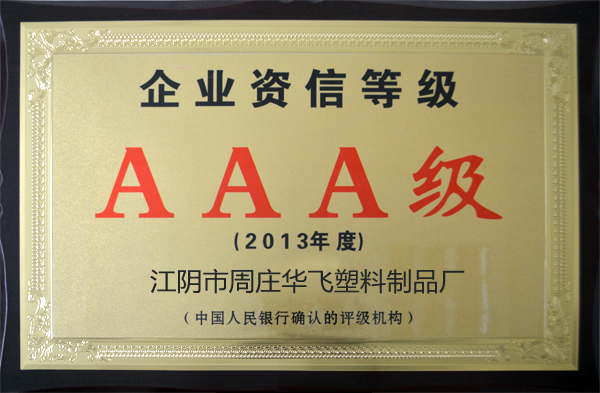 企业资信等级
AAA级
(2013年度)
江阴市周庄华飞塑料制品厂
（中国人民银行确认的评级机构）